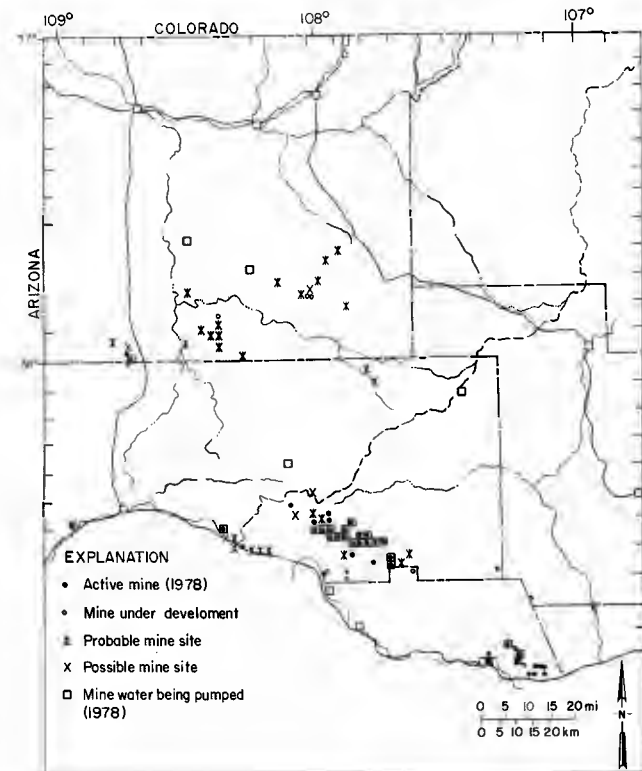 109°
108°
107°
COLORADO
ARIZONA
EXPLANATION
Active mine (1978)
Mine under develoment
Probable mine site
Possible mine site
Mine water being pumped
(1978)
0 5 10 20 mi
0 5 10 15 20 km
N